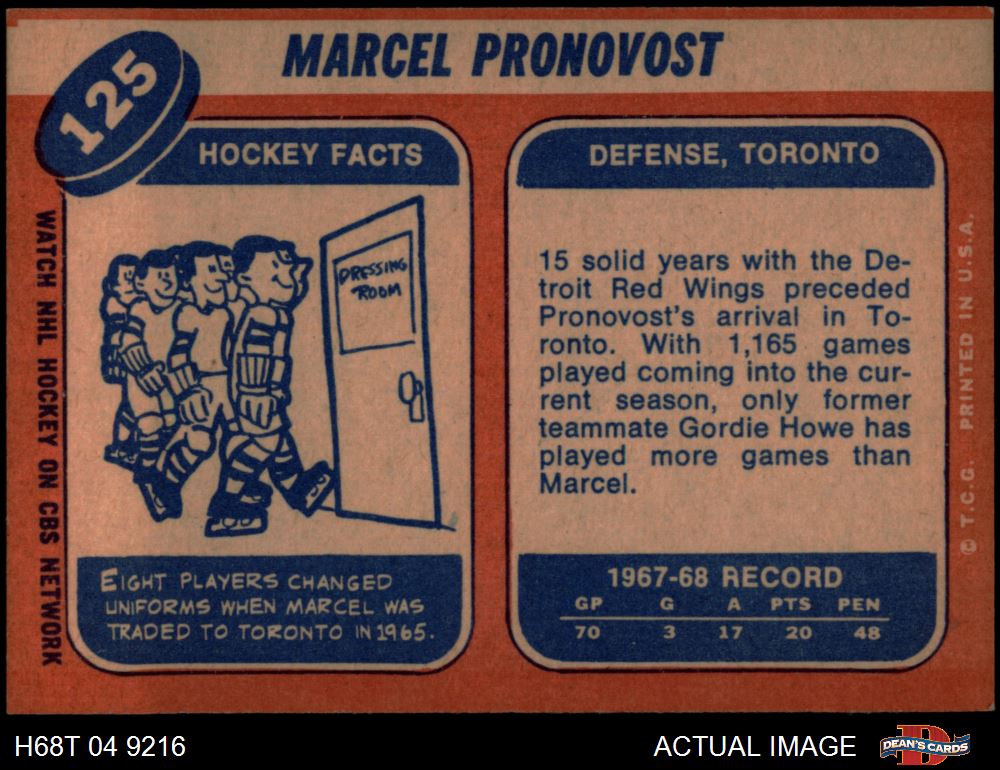 125
MARCEL PRONOVOST
HOCKEY FACTS
DRESSING
ROOM
EIGHT PLAYERS CHANGED
UNIFORMS WHEN MARCEL WAS
TRADED TO TORONTO IN 1965.
WATCH NHL HOCKEY ON CBS NETWORK
DEFENSE, TORONTO
15 solid years with the De-
troit Red Wings preceded
Pronovost's arrival in To-
ronto. With 1,165 games
played coming into the cur-
rent season, only former
teammate Gordie Howe has
played more games than
Marcel.
1967-68 RECORD
GP G A PTS PEN
70 3 17 20 48
© T.C.G. PRINTED IN U.S.A.
H68T 04 9216
ACTUAL IMAGE
D
DEAN'S CARDS